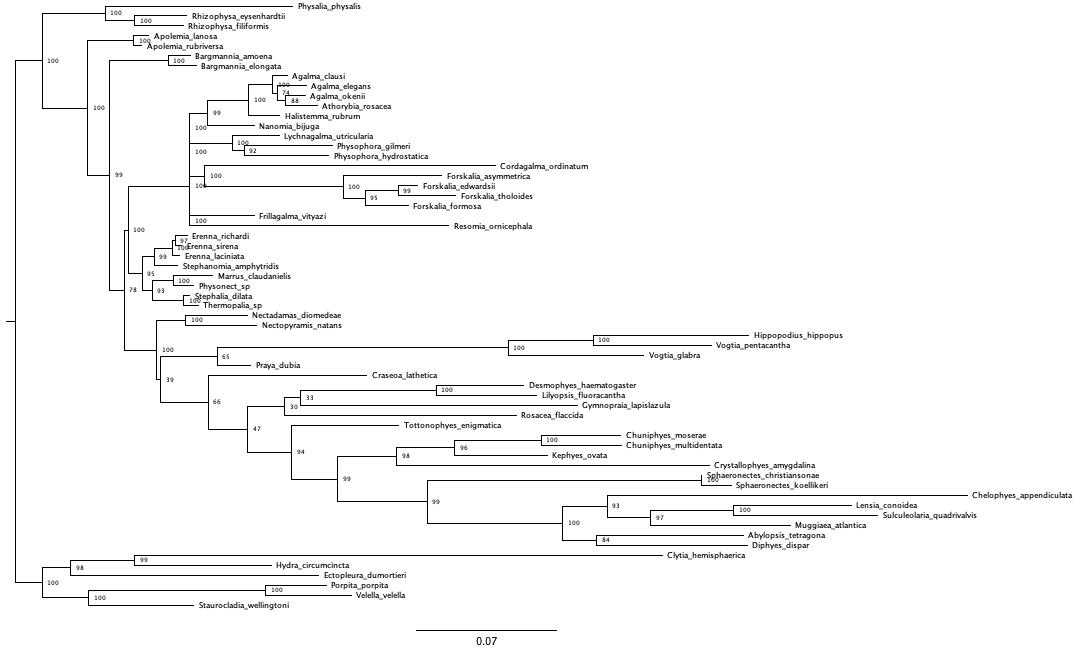 Physalia_physalis
100
Rhizophysa_eysenhardtii
100
Rhizophysa_filiformis
Apolemia_lanosa
100
Apolemia_rubriversa
Bargmannia_amoena
100
100
Bargmannia_elongata
Agalma_clausi
100
Agalma_elegans
74
Agalma_okenii
100
88
Athorybia_rosacea
100
99
Halistemma_rubrum
100
Nanomia_bijuga
Lychnagalma_utricularia
100
Physophora_gilmeri
100
92
Physophora_hydrostatica
Cordagalma_ordinatum
99
100
Forskalia_asymmetrica
100
100
Forskalia_edwardsii
99
Forskalia_tholoides
95
Forskalia_formosa
Frillagalma_vityazi
100
Resomia_ornicephala
100
Erenna_richardi
97
Erenna_sirena
100
Erenna_laciniata
99
Stephanomia_amphytridis
95
Marrus_claudanielis
100
Physonect_sp
78
93
Stephalia_dilata
100
Thermopalia_sp
Nectadamas_diomedeae
100
Nectopyramis_natans
Hippopodius_hippopus
100
Vogtia_pentacantha
100
100
Vogtia_glabra
65
Praya_dubia
39
Craseoa_lathetica
Desmophyes_haematogaster
100
Lilyopsis_fluoracantha
33
66
Gymnopraia_lapislazula
30
Rosacea_flaccida
47
Tottonophyes_enigmatica
Chuniphyes_moserae
100
Chuniphyes_multidentata
96
94
Kephyes_ovata
98
Crystallophyes_amygdalina
Sphaeronectes_christiansonae
99
100
Sphaeronectes_koellikeri
Chelophyes_appendiculata
99
93
Lensia_conoidea
100
Sulculeolaria_quadrivalvis
97
100
Muggiaea_atlantica
Abylopsis_tetragona
84
Diphyes_dispar
Clytia_hemisphaerica
99
98
Hydra_circumcincta
Ectopleura_dumortieri
100
Porpita_porpita
100
Velella_velella
100
Staurocladia_wellingtoni
0.07